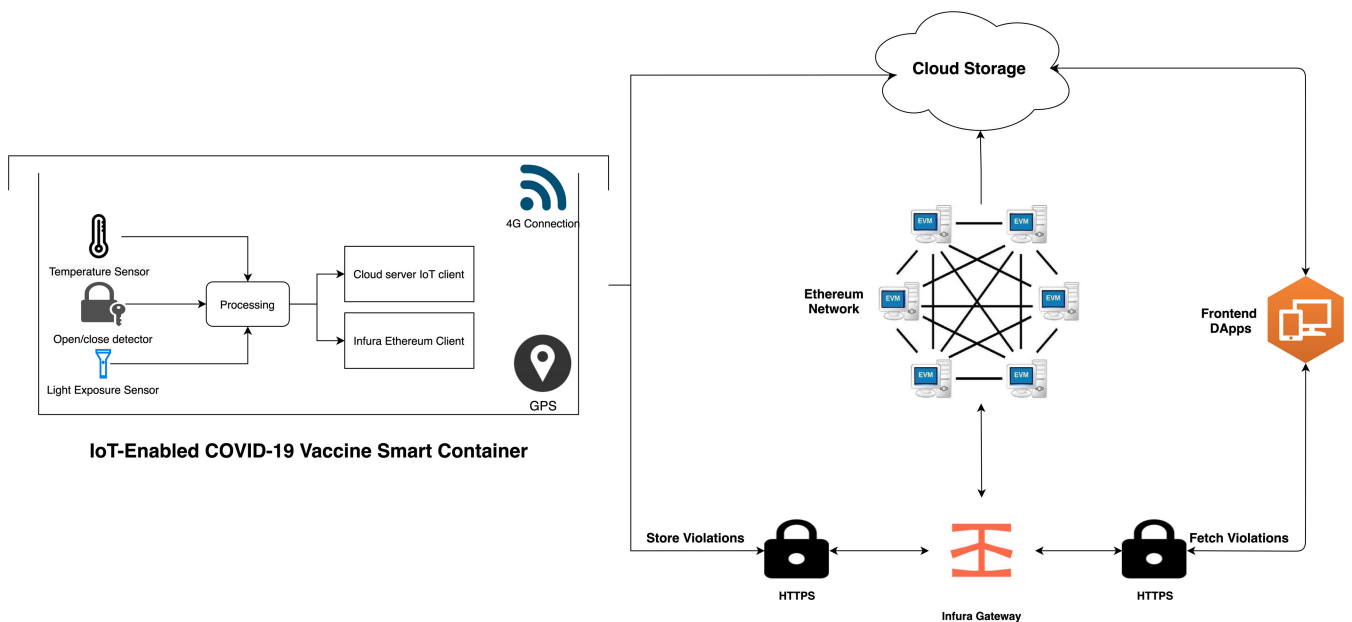 Cloud Storage
4G Connection
Temperature Sensor
Cloud server IoT client
Processing
Open/close detector
Infura Ethereum Client
Light Exposure Sensor
GPS
IoT-Enabled COVID-19 Vaccine Smart Container
EVM
EVM
Ethereum
Network
EVM
EVM
EVM
EVM
Frontend
DApps
Store Violations
Fetch Violations
HTTPS
HTTPS
Infura Gateway